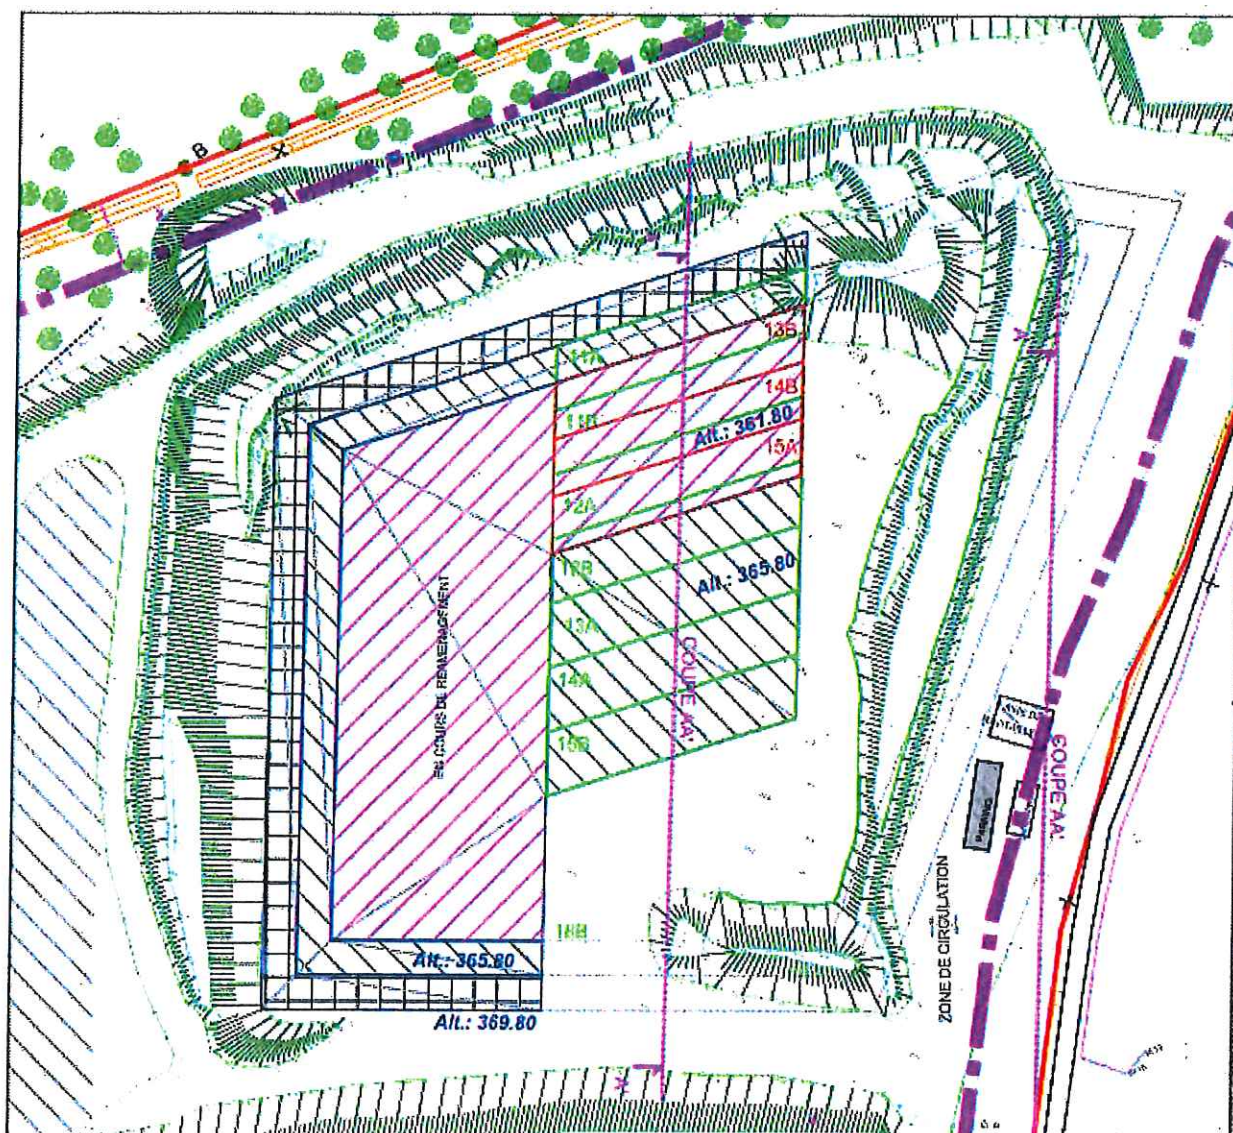 B
X
A
13B
11A
14B
11B
Alt.: 361.80
15A
12A
12B
Alt.: 365.80
EN COURS DE REAMENAGEMENT
13A
COUPE AA'
14A
15B
COUPE AA'
ZONE DE CIRCULATION
16B
Alt.: 365.80
Alt.: 369.80
A'